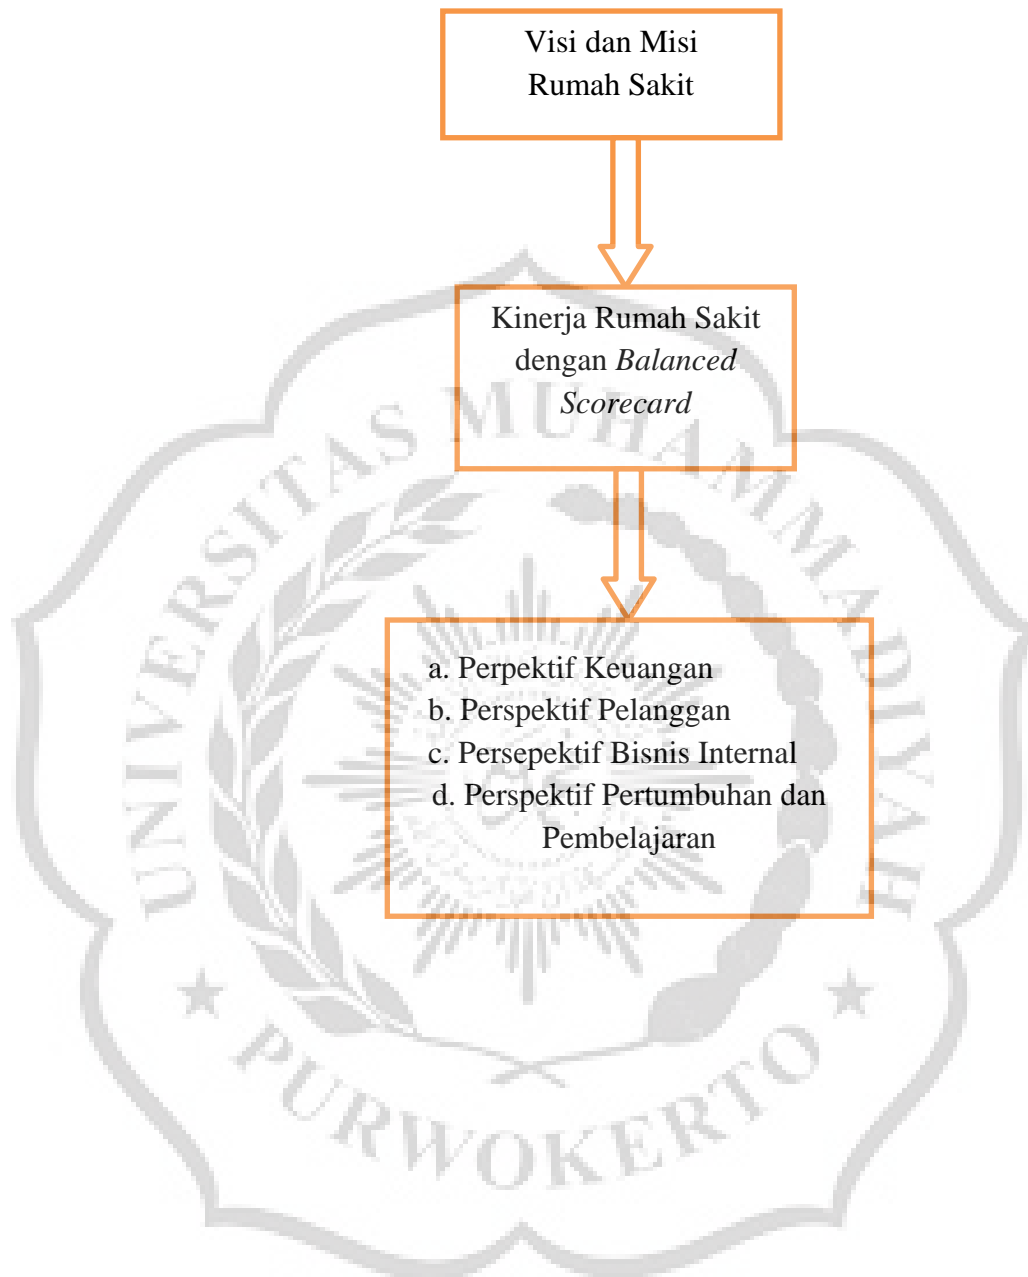 Visi dan Misi
Rumah Sakit
Kinerja Rumah Sakit
dengan Balanced
Scorecard
a. Perpektif Keuangan
b. Perspektif Pelanggan
c. Persepektif Bisnis Internal
d. Perspektif Pertumbuhan dan
Pembelajaran
UNIVERSITAS MUHAMMADIYAH
PURWOKERTO